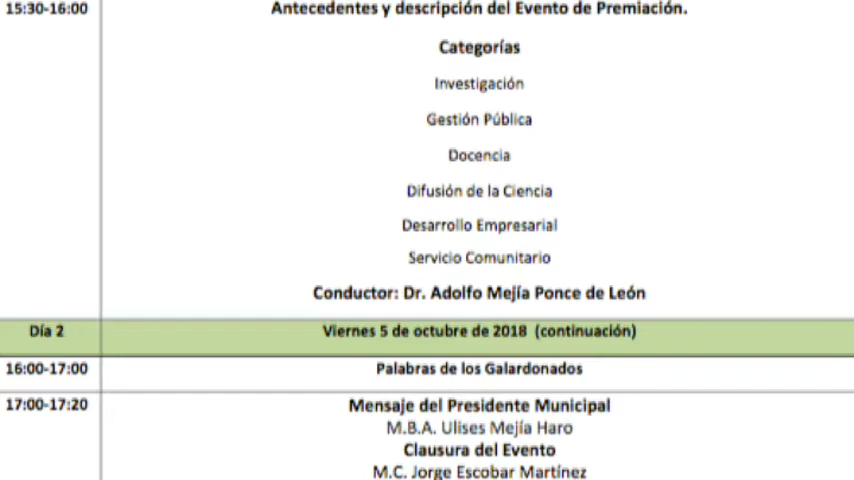 15:30-16:00 Antecedentes y descripción del Evento de Premiación.
Categorías
Investigación
Gestión Pública
Docencia
Difusión de la Ciencia
Desarrollo Empresarial
Servicio Comunitario
Conductor: Dr. Adolfo Mejía Ponce de León
Día 2 Viernes 5 de octubre de 2018 (continuación)
16:00-17:00 Palabras de los Galardonados
17:00-17:20 Mensaje del Presidente Municipal
M.B.A. Ulises Mejía Haro
Clausura del Evento
M.C. Jorge Escobar Martínez